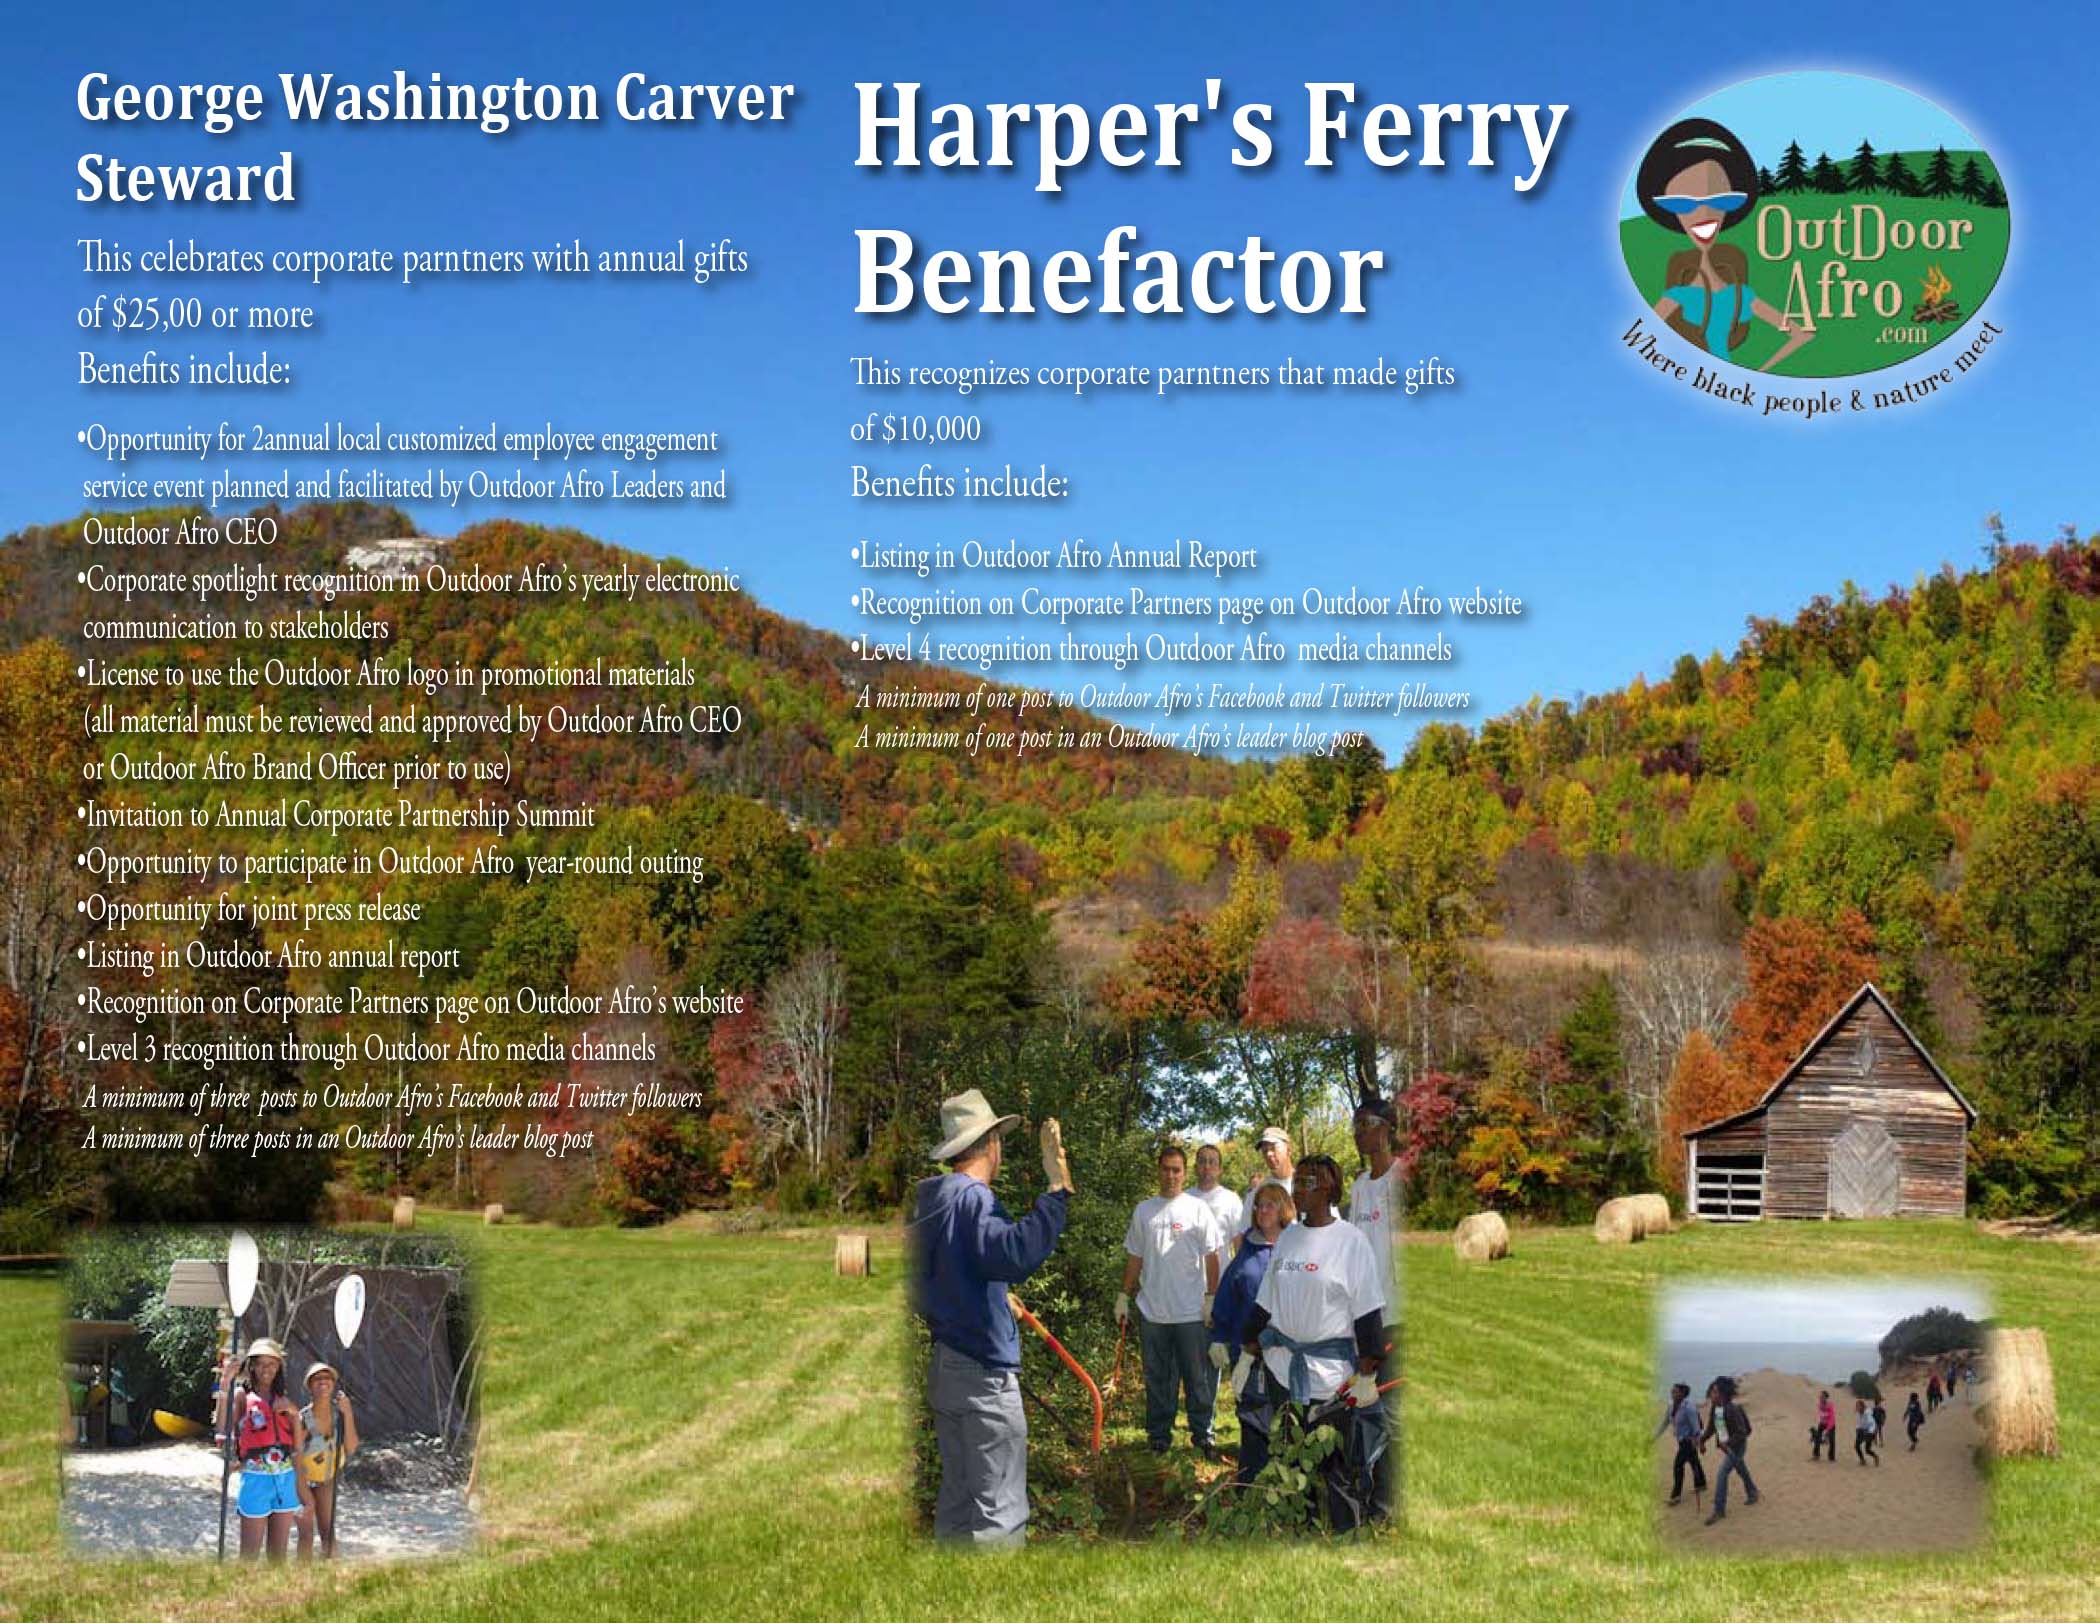 George Washington Carver
Steward
This celebrates corporate parntners with annual gifts
of $25,00 or more
Benefits include:
•Opportunity for 2annual local customized employee engagement
service event planned and facilitated by Outdoor Afro Leaders and
Outdoor Afro CEO
•Corporate spotlight recognition in Outdoor Afro’s yearly electronic
communication to stakeholders
•License to use the Outdoor Afro logo in promotional materials
(all material must be reviewed and approved by Outdoor Afro CEO
or Outdoor Afro Brand Officer prior to use)
•Invitation to Annual Corporate Partnership Summit
•Opportunity to participate in Outdoor Afro year-round outing
•Opportunity for joint press release
•Listing in Outdoor Afro annual report
•Recognition on Corporate Partners page on Outdoor Afro’s website
•Level 3 recognition through Outdoor Afro media channels
A minimum of three posts to Outdoor Afro’s Facebook and Twitter followers
A minimum of three posts in an Outdoor Afro’s leader blog post
Harper's Ferry
Benefactor
This recognizes corporate parntners that made gifts
of $10,000
Benefits include:
•Listing in Outdoor Afro Annual Report
•Recognition on Corporate Partners page on Outdoor Afro website
•Level 4 recognition through Outdoor Afro media channels
A minimum of one post to Outdoor Afro’s Facebook and Twitter followers
A minimum of one post in an Outdoor Afro’s leader blog post
OutDoor
Afro
.com
Where black people & nature meet
HSBC